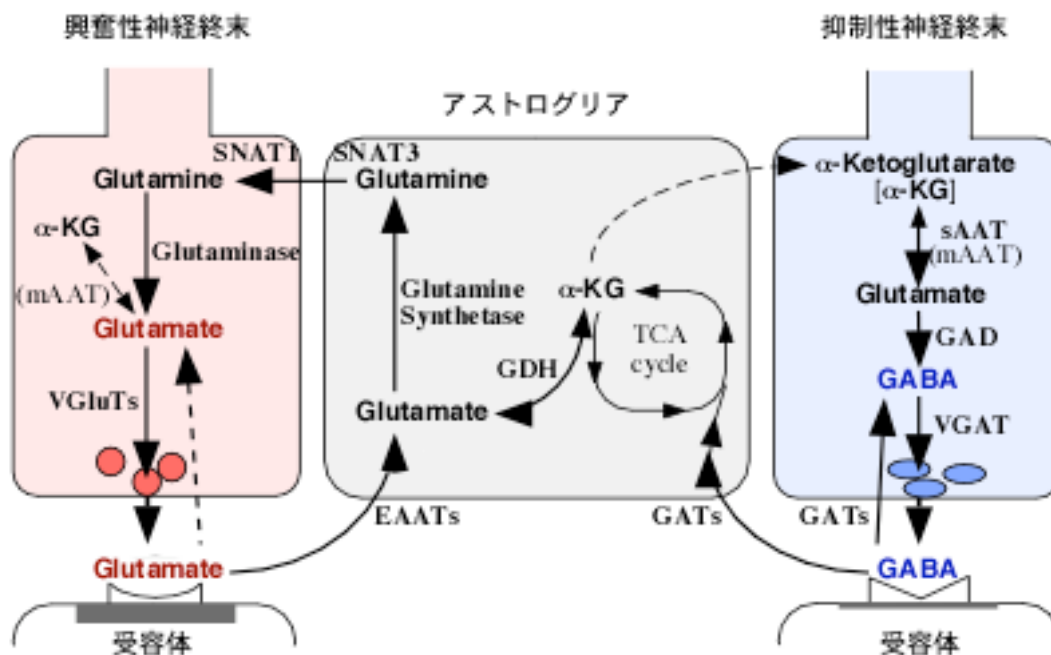 興奮性神経終末
抑制性神経終末
アストログリア
SNAT1
Glutamine
α-KG
Glutaminase
(mAAT)
Glutamate
VGluTs
Glutamate
受容体
SNAT3
Glutamine
Glutamine
Synthetase
α-KG
TCA
cycle
GDH
Glutamate
EAATs
GATs
α-Ketoglutarate
[α-KG]
sAAT
(mAAT)
Glutamate
GAD
GABA
VGAT
GATs
GABA
受容体